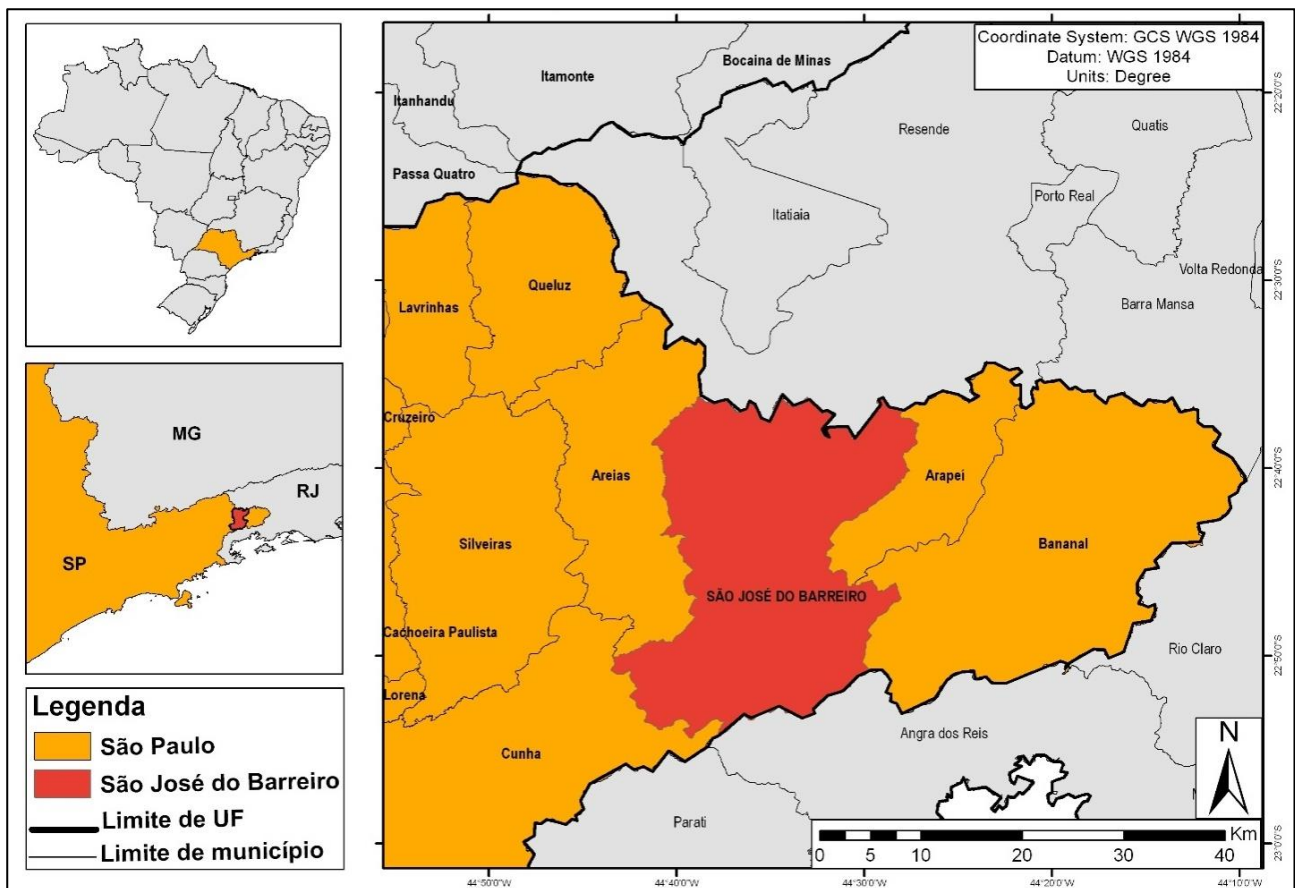 MG
RJ
SP
Legenda
São Paulo
São José do Barreiro
Limite de UF
Limite de município
Coordinate System: GCS WGS 1984
Datum: WGS 1984
Units: Degree
Bocaina de Minas
Itamonte
Itanhandu
Resende
Quatis
Passa Quatro
Porto Real
Itatiaia
Volta Redonda
Queluz
Lavrinhas
Barra Mansa
Cruzeiro
Areias
Arapei
Silveiras
Bananal
SÃO JOSÉ DO BARREIRO
Cachoeira Paulista
Rio Claro
Lorena
Angra dos Reis
Cunha
Parati
N
Km
0 5 10 20 30 40
22°20'0"S
22°30'0"S
22°40'0"S
22°50'0"S
23°0'0"S
44°50'0"W 44°40'0"W 44°30'0"W 44°20'0"W 44°10'0"W